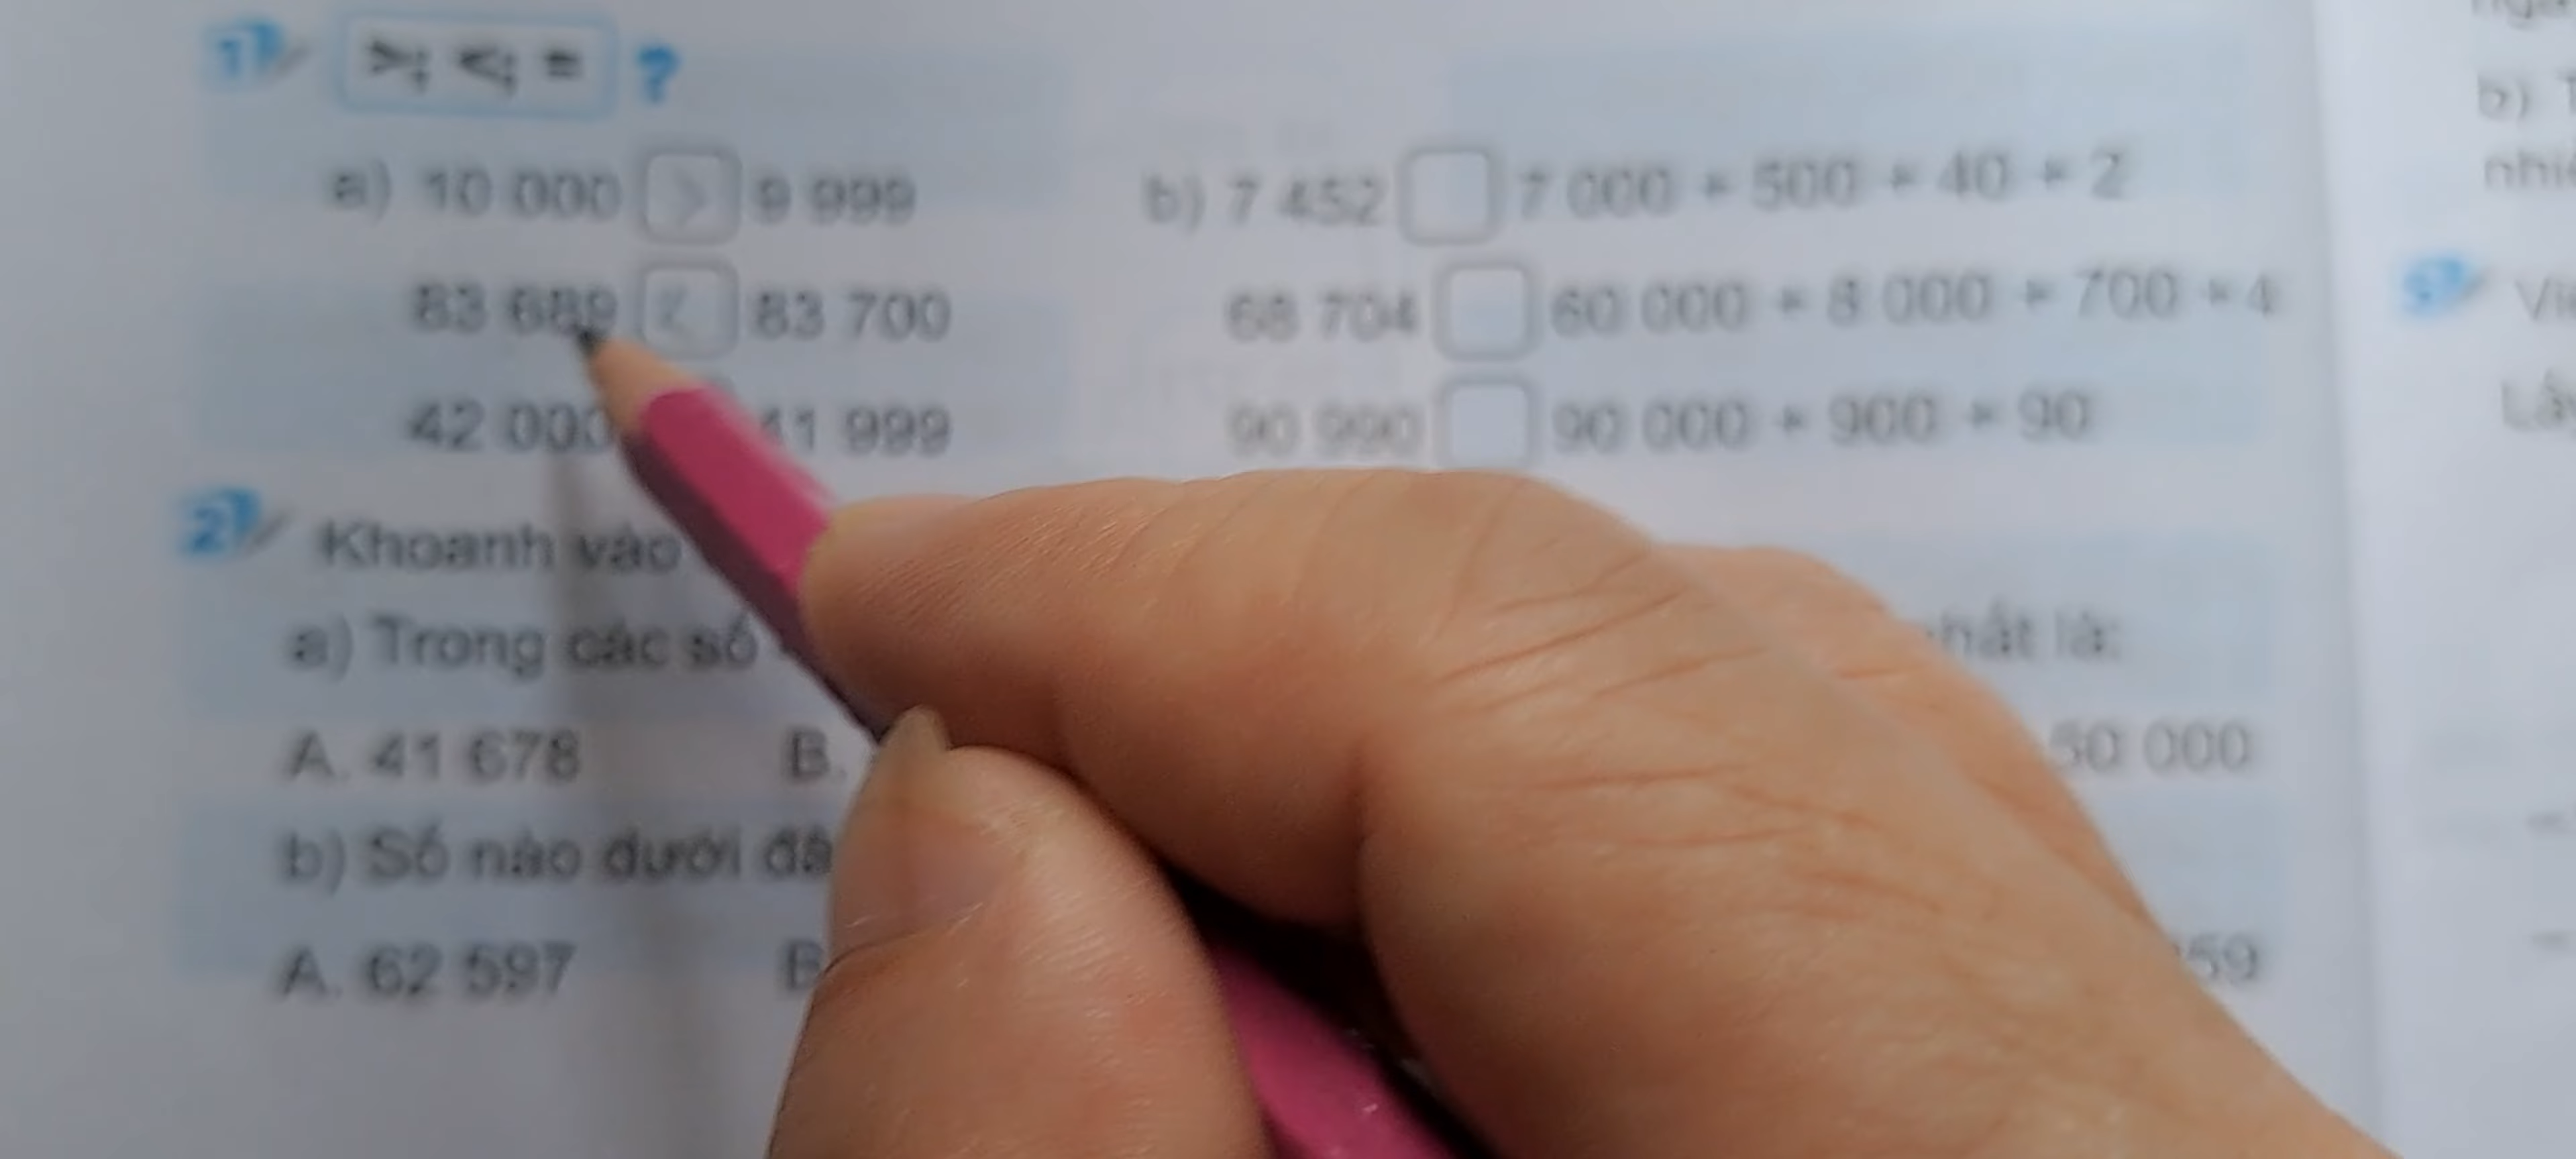 1 >; <; = ?
a) 10 000 > 9 999
83 689 < 83 700
42 000 41 999
b) 7 452 7 000 + 500 + 40 + 2
68 704 60 000 + 8 000 + 700 + 4
90 990 90 000 + 900 + 90
2 Khoanh vào
a) Trong các số là:
A. 41 678 B. 50 000
b) Số nào dưới
A. 62 597 B 59
b)